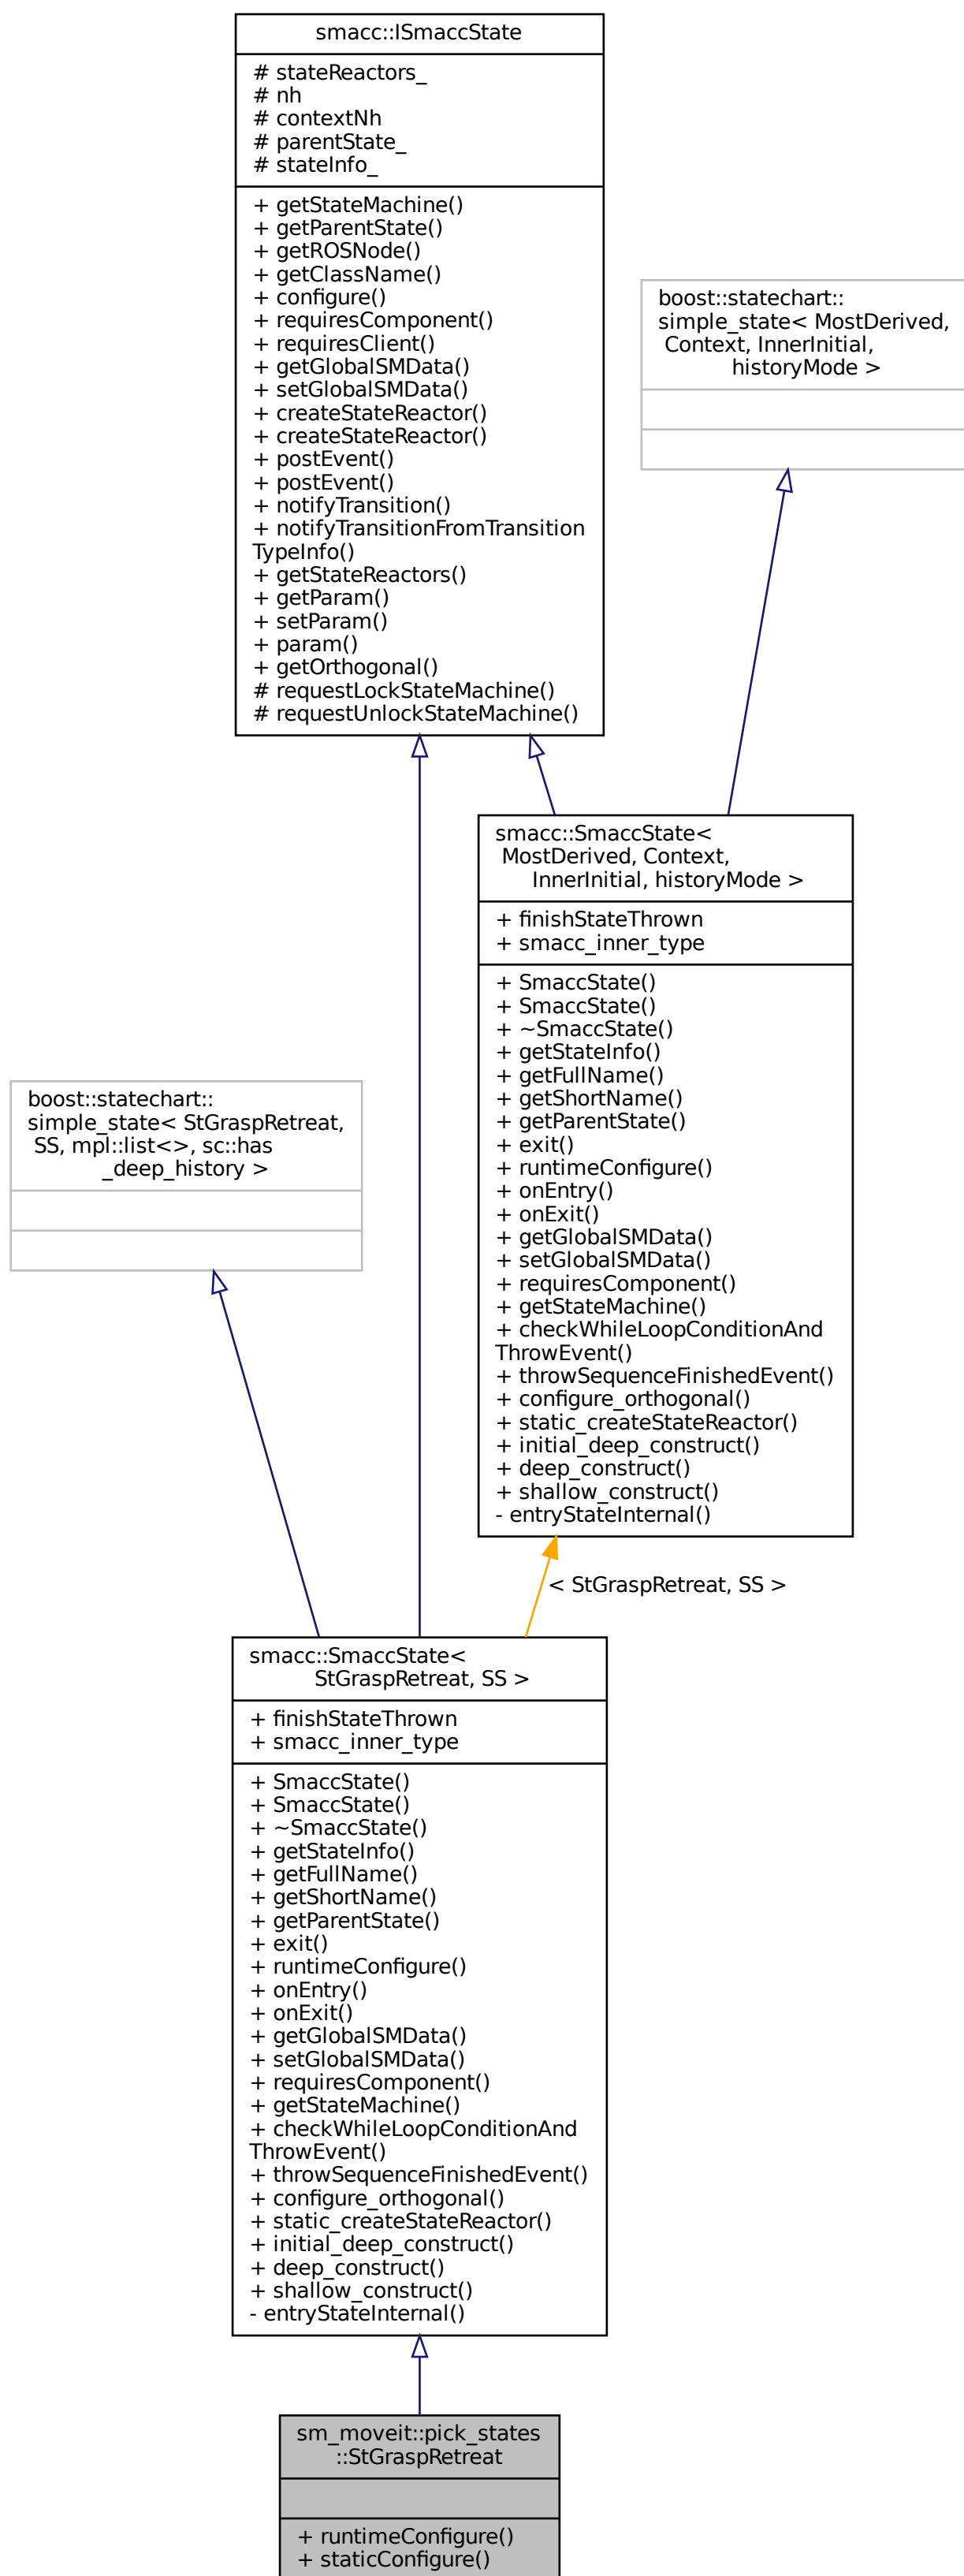 smacc::ISmaccState
# stateReactors_
# nh
# contextNh
# parentState_
# stateInfo_
+ getStateMachine()
+ getParentState()
+ getROSNode()
+ getClassName()
+ configure()
+ requiresComponent()
+ requiresClient()
+ getGlobalSMData()
+ setGlobalSMData()
+ createStateReactor()
+ createStateReactor()
+ postEvent()
+ postEvent()
+ notifyTransition()
+ notifyTransitionFromTransition
TypeInfo()
+ getStateReactors()
+ getParam()
+ setParam()
+ param()
+ getOrthogonal()
# requestLockStateMachine()
# requestUnlockStateMachine()
boost::statechart::
simple_state< MostDerived,
Context, InnerInitial,
historyMode >
smacc::SmaccState<
MostDerived, Context,
InnerInitial, historyMode >
+ finishStateThrown
+ smacc_inner_type
+ SmaccState()
+ SmaccState()
+ ~SmaccState()
+ getStateInfo()
+ getFullName()
+ getShortName()
+ getParentState()
+ exit()
+ runtimeConfigure()
+ onEntry()
+ onExit()
+ getGlobalSMData()
+ setGlobalSMData()
+ requiresComponent()
+ getStateMachine()
+ checkWhileLoopConditionAnd
ThrowEvent()
+ throwSequenceFinishedEvent()
+ configure_orthogonal()
+ static_createStateReactor()
+ initial_deep_construct()
+ deep_construct()
+ shallow_construct()
- entryStateInternal()
boost::statechart::
simple_state< StGraspRetreat,
SS, mpl::list<>, sc::has
_deep_history >
< StGraspRetreat, SS >
smacc::SmaccState<
StGraspRetreat, SS >
+ finishStateThrown
+ smacc_inner_type
+ SmaccState()
+ SmaccState()
+ ~SmaccState()
+ getStateInfo()
+ getFullName()
+ getShortName()
+ getParentState()
+ exit()
+ runtimeConfigure()
+ onEntry()
+ onExit()
+ getGlobalSMData()
+ setGlobalSMData()
+ requiresComponent()
+ getStateMachine()
+ checkWhileLoopConditionAnd
ThrowEvent()
+ throwSequenceFinishedEvent()
+ configure_orthogonal()
+ static_createStateReactor()
+ initial_deep_construct()
+ deep_construct()
+ shallow_construct()
- entryStateInternal()
sm_moveit::pick_states
::StGraspRetreat
+ runtimeConfigure()
+ staticConfigure()